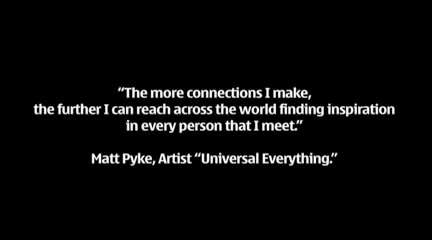 “The more connections I make,
the further I can reach across the world finding inspiration
in every person that I meet.”
Matt Pyke, Artist “Universal Everything.”